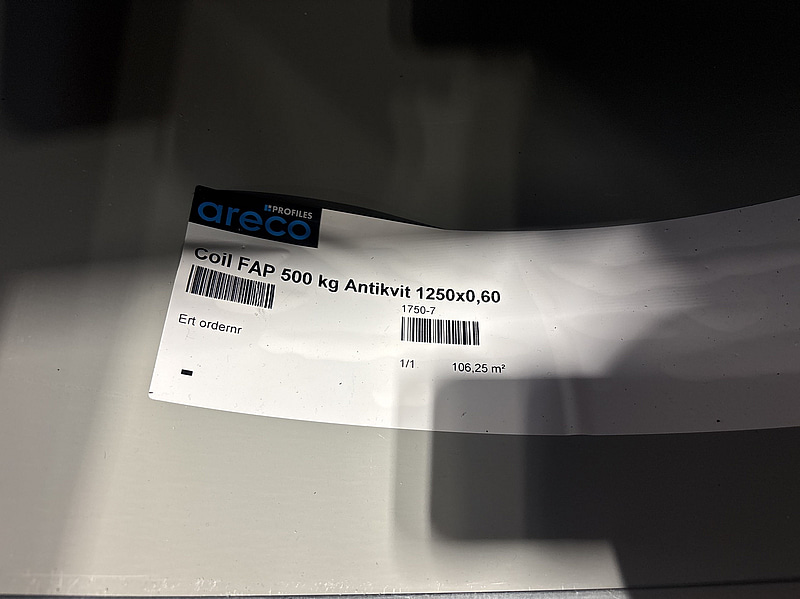 areco PROFILES
Coil FAP 500 kg Antikvit 1250x0,60
1750-7
Ert ordernr
1/1 106,25 m²